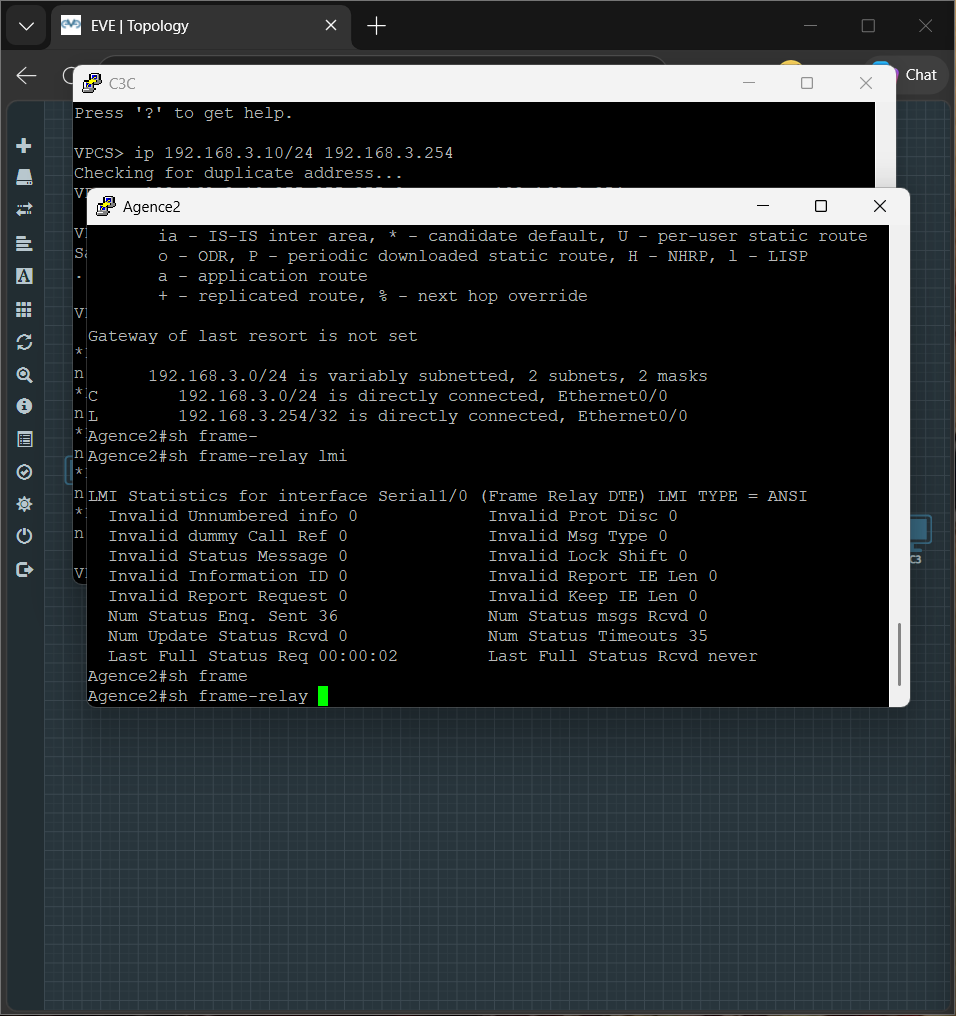 EVE | Topology
Chat
C3C
Press '?' to get help.
VPCS> ip 192.168.3.10/24 192.168.3.254
Checking for duplicate address...
Agence2
ia - IS-IS inter area, * - candidate default, U - per-user static route
o - ODR, P - periodic downloaded static route, H - NHRP, l - LISP
a - application route
+ - replicated route, % - next hop override
Gateway of last resort is not set
192.168.3.0/24 is variably subnetted, 2 subnets, 2 masks
C 192.168.3.0/24 is directly connected, Ethernet0/0
L 192.168.3.254/32 is directly connected, Ethernet0/0
Agence2#sh frame-
Agence2#sh frame-relay lmi
LMI Statistics for interface Serial1/0 (Frame Relay DTE) LMI TYPE = ANSI
Invalid Unnumbered info 0 Invalid Prot Disc 0
Invalid dummy Call Ref 0 Invalid Msg Type 0
Invalid Status Message 0 Invalid Lock Shift 0
Invalid Information ID 0 Invalid Report IE Len 0
Invalid Report Request 0 Invalid Keep IE Len 0
Num Status Enq. Sent 36 Num Status msgs Rcvd 0
Num Update Status Rcvd 0 Num Status Timeouts 35
Last Full Status Req 00:00:02 Last Full Status Rcvd never
Agence2#sh frame
Agence2#sh frame-relay
C3